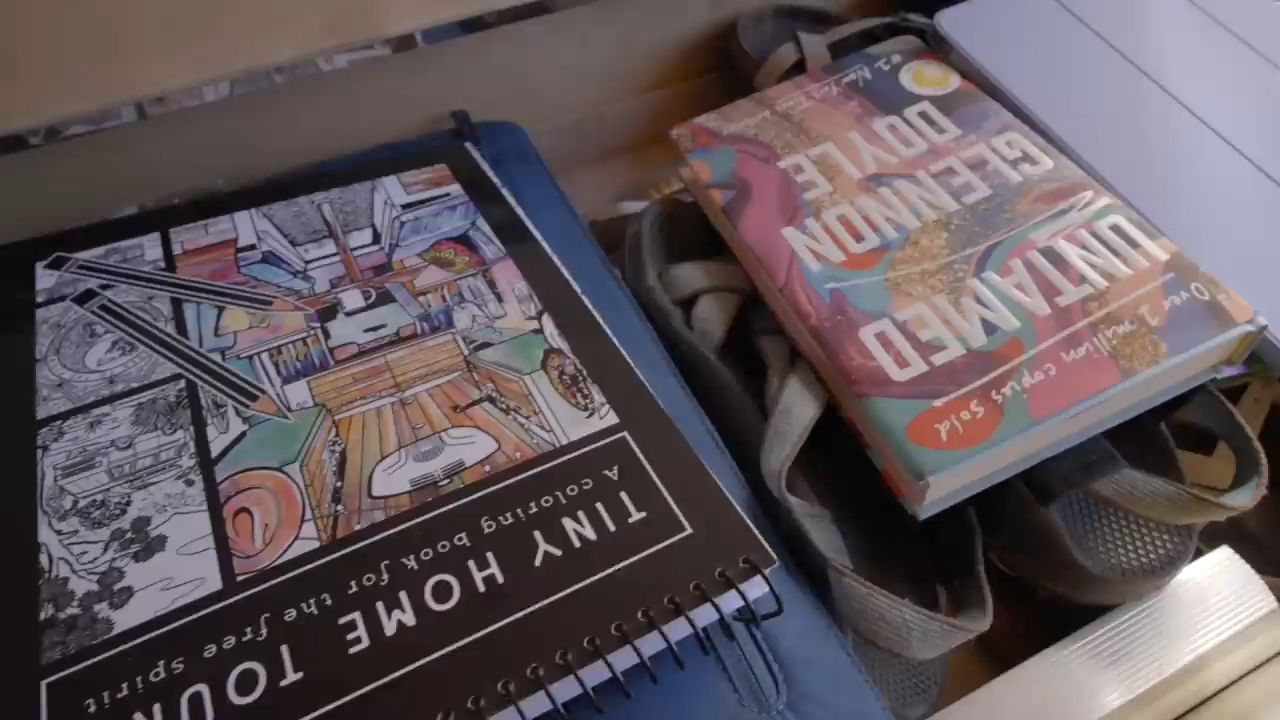 TINY HOME TOUR
A coloring book for the free spirit
Over 2 million copies sold
UNTAMED
GLENNON
DOYLE
#1 New York Times